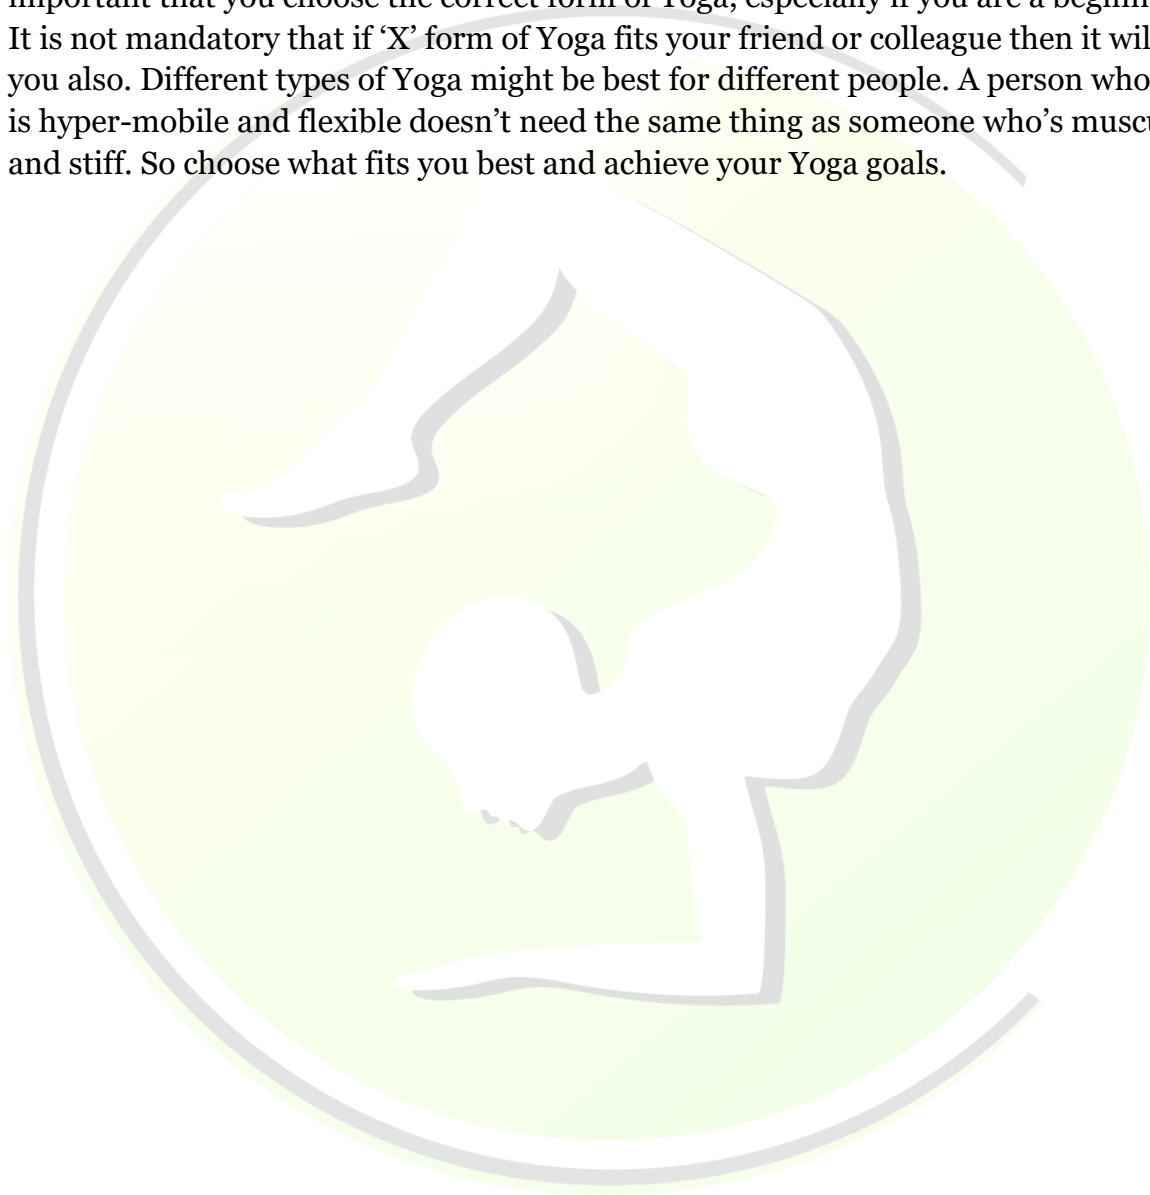 important that you choose the correct form of Yoga, especially if you are a
It is not mandatory that if ‘X’ form of Yoga fits your friend or colleague then it
you also. Different types of Yoga might be best for different people. A person who
is hyper-mobile and flexible doesn’t need the same thing as someone who’s
and stiff. So choose what fits you best and achieve your Yoga goals.